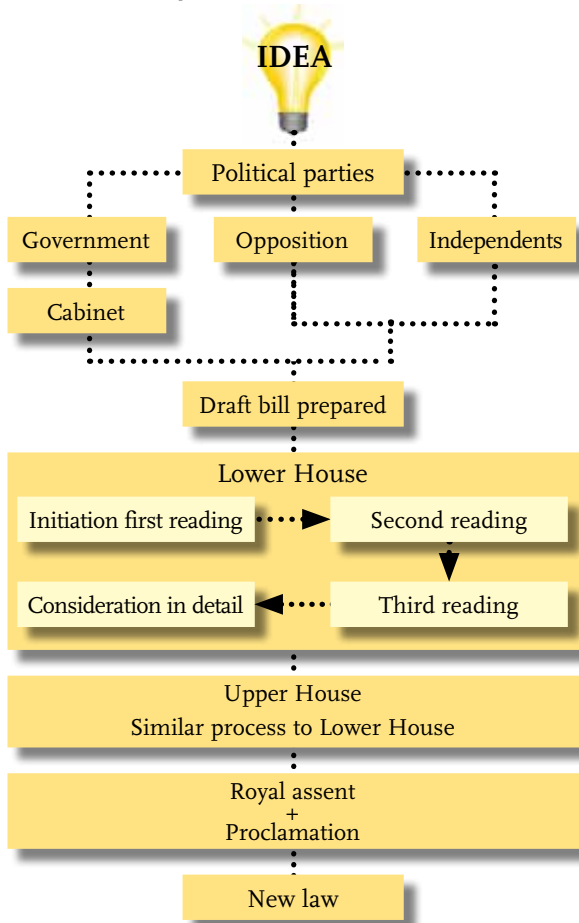 IDEA
Political parties
Government
Opposition
Independents
Cabinet
Draft bill prepared
Lower House
Initiation first reading
Second reading
Consideration in detail
Third reading
Upper House
Similar process to Lower House
Royal assent
+
Proclamation
New law